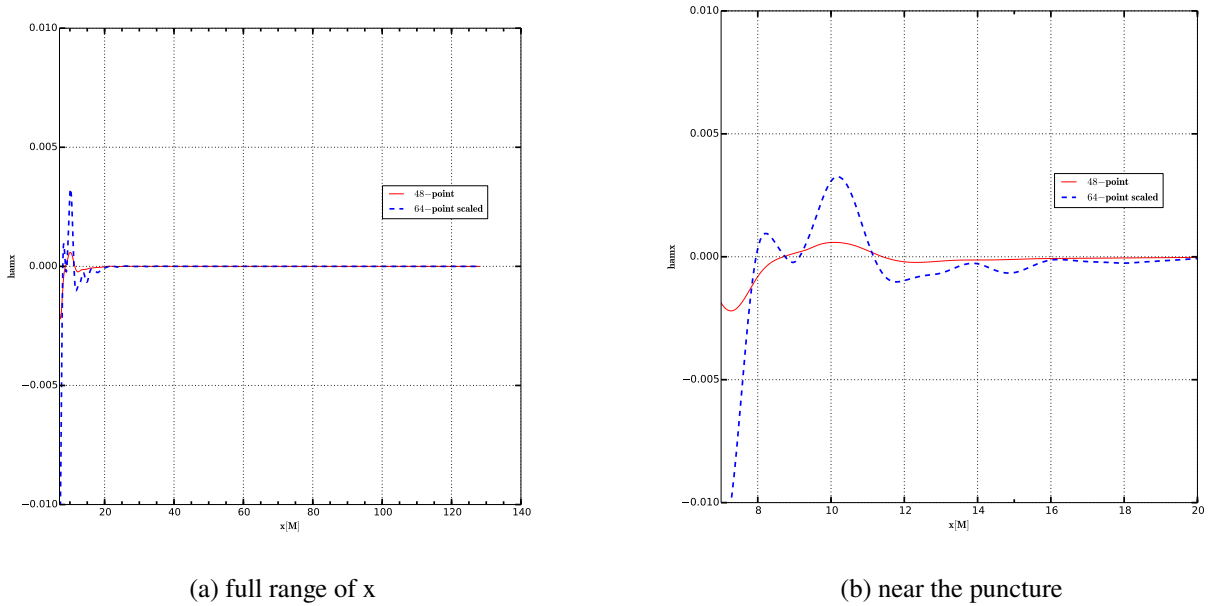 0.010
0.005
0.000
−0.005
−0.010
hamx
48−point
64−point scaled
20 40 60 80 100 120 140
x[M]
(a) full range of x
0.010
0.005
0.000
−0.005
−0.010
hamx
48−point
64−point scaled
8 10 12 14 16 18 20
x[M]
(b) near the puncture